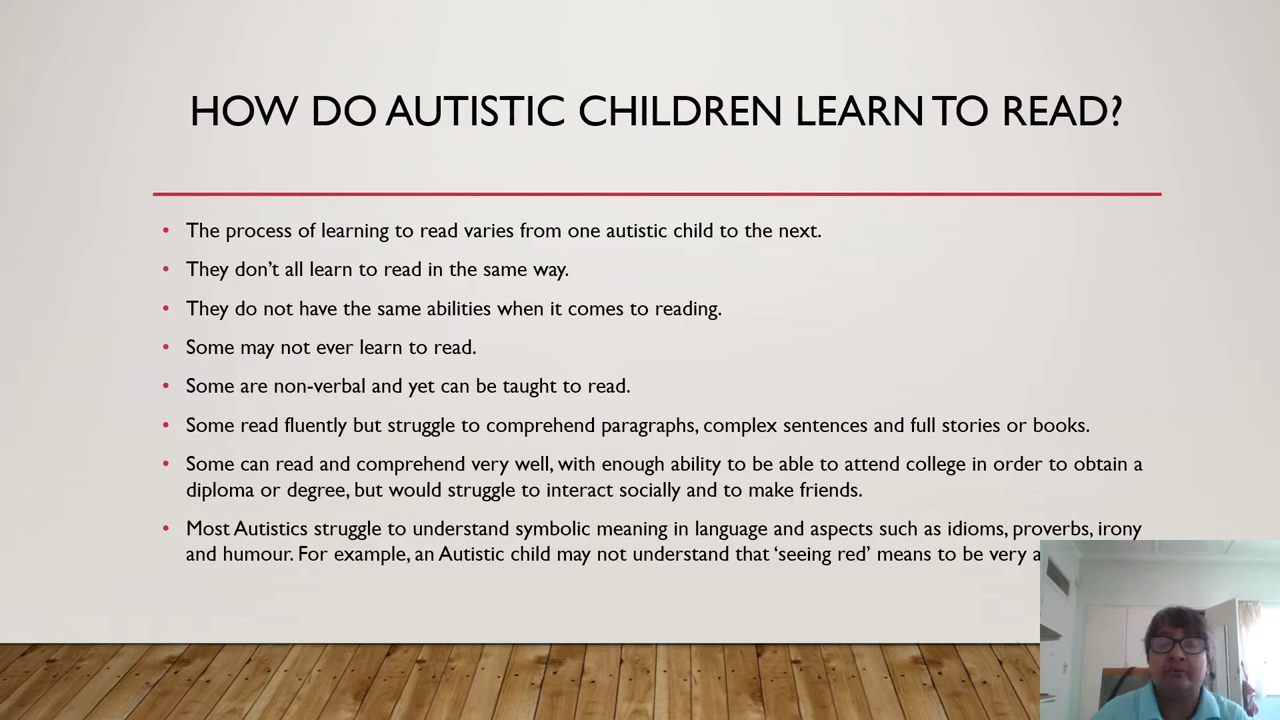 HOW DO AUTISTIC CHILDREN LEARN TO READ?
• The process of learning to read varies from one autistic child to the next.
• They don’t all learn to read in the same way.
• They do not have the same abilities when it comes to reading.
• Some may not ever learn to read.
• Some are non-verbal and yet can be taught to read.
• Some read fluently but struggle to comprehend paragraphs, complex sentences and full stories or books.
• Some can read and comprehend very well, with enough ability to be able to attend college in order to obtain a
diploma or degree, but would struggle to interact socially and to make friends.
• Most Autistics struggle to understand symbolic meaning in language and aspects such as idioms, proverbs, irony
and humour. For example, an Autistic child may not understand that ‘seeing red’ means to be very